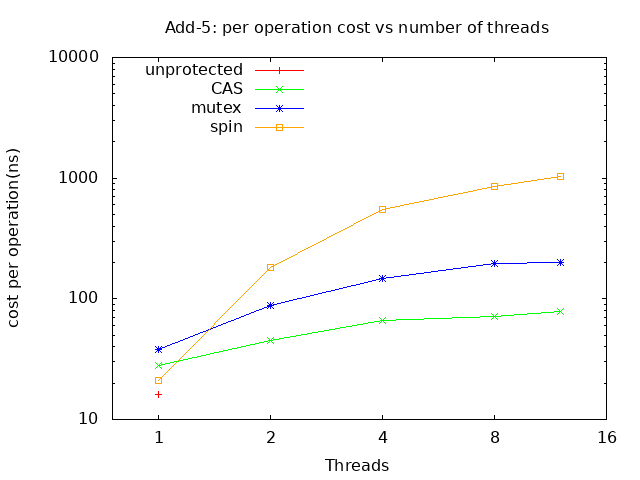 Add-5: per operation cost vs number of threads
10000
unprotected
CAS
mutex
spin
1000
cost per operation(ns)
100
10
1 2 4 8 16
Threads